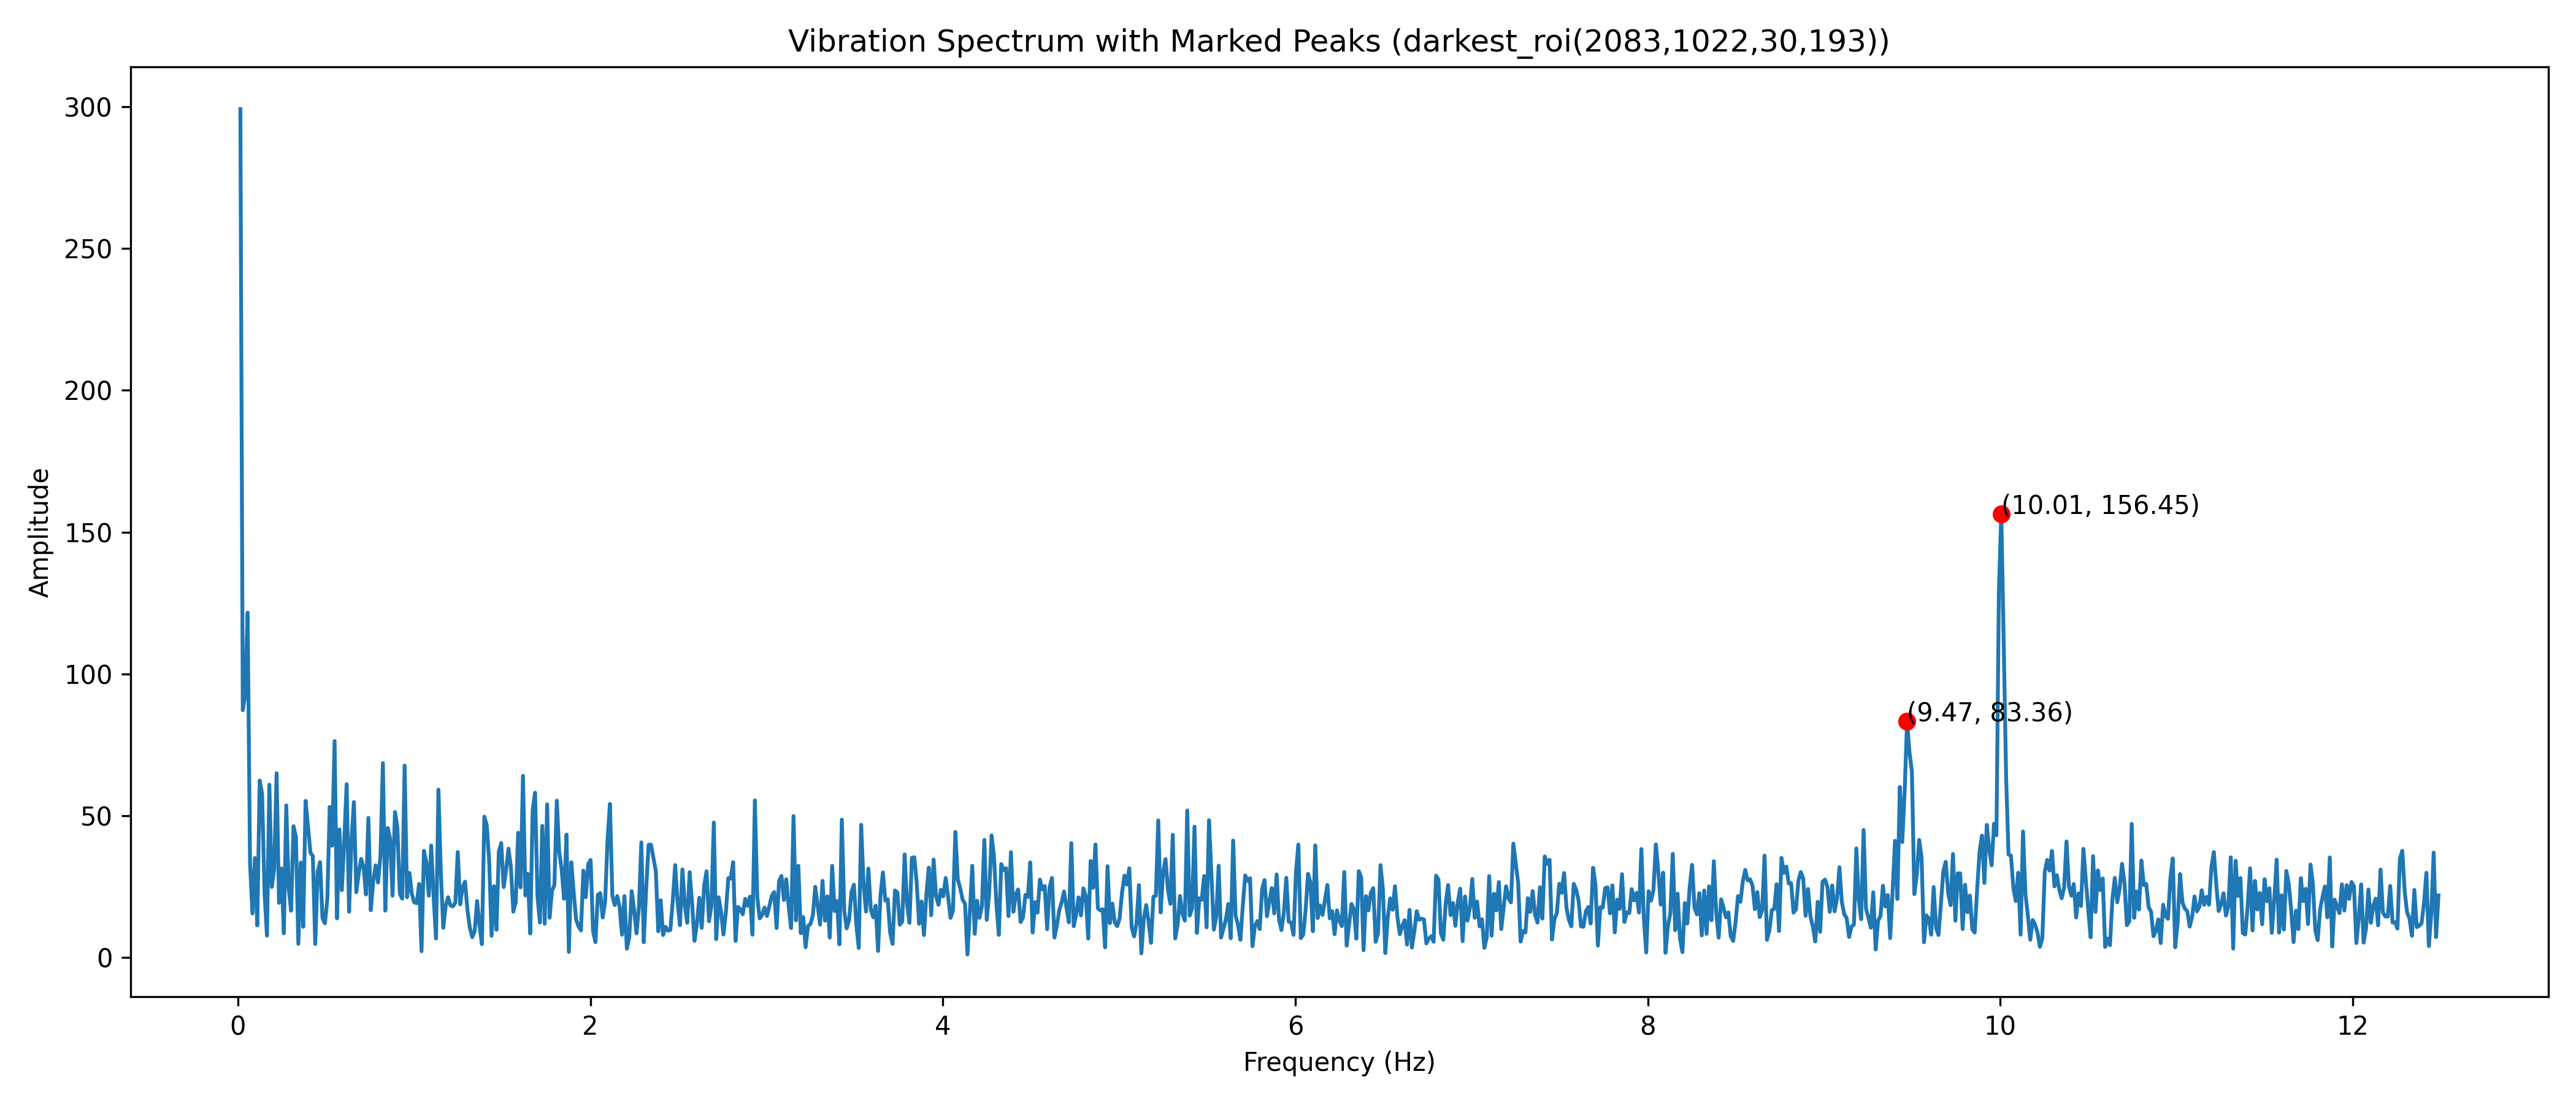 Vibration Spectrum with Marked Peaks (darkest_roi(2083,1022,30,193))
300
250
200
150
100
50
0
Amplitude
(10.01, 156.45)
(9.47, 83.36)
0 2 4 6 8 10 12
Frequency (Hz)